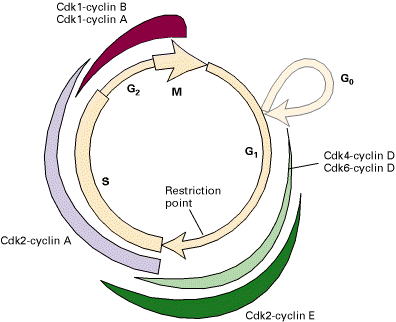 Cdk1-cyclin B
Cdk1-cyclin A
G₂
M
G₀
G₁
Cdk4-cyclin D
Cdk6-cyclin D
S
Restriction
point
Cdk2-cyclin A
Cdk2-cyclin E